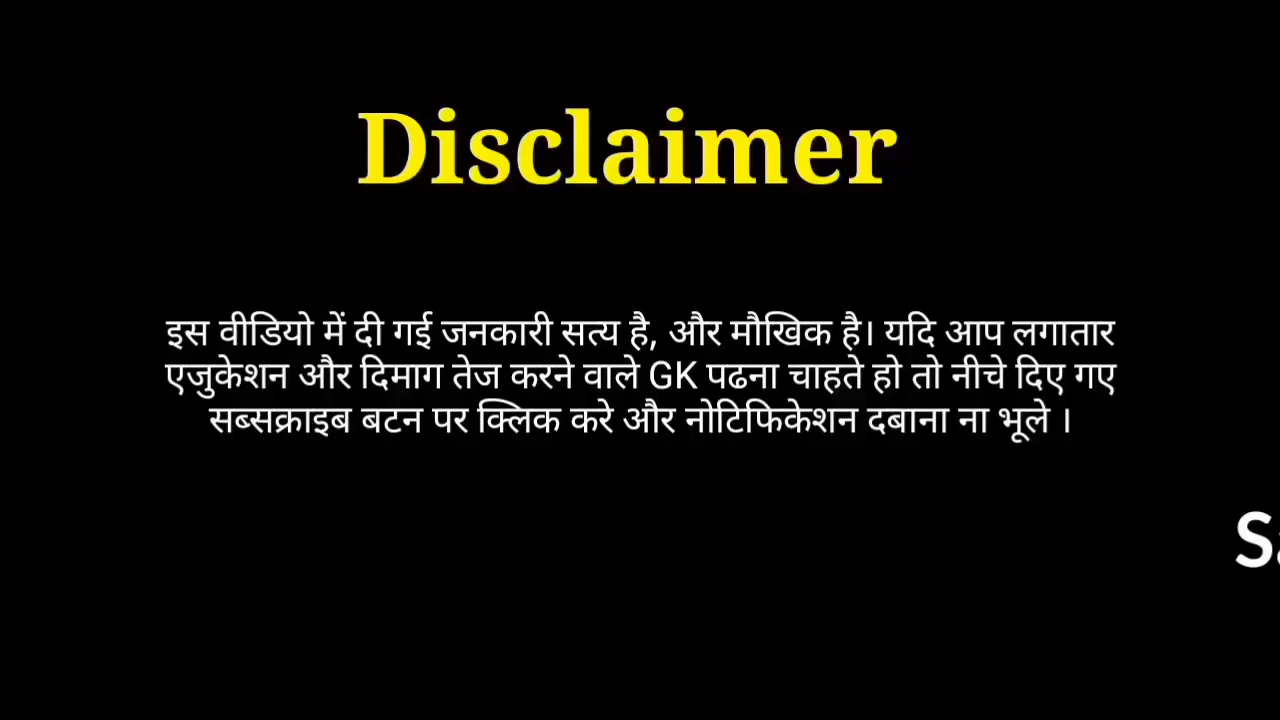 Disclaimer
इस वीडियो में दी गई जनकारी सत्य है, और मौखिक है। यदि आप लगातार
एजुकेशन और दिमाग तेज करने वाले GK पढना चाहते हो तो नीचे दिए गए
सब्सक्राइब बटन पर क्लिक करे और नोटिफिकेशन दबाना ना भूले ।